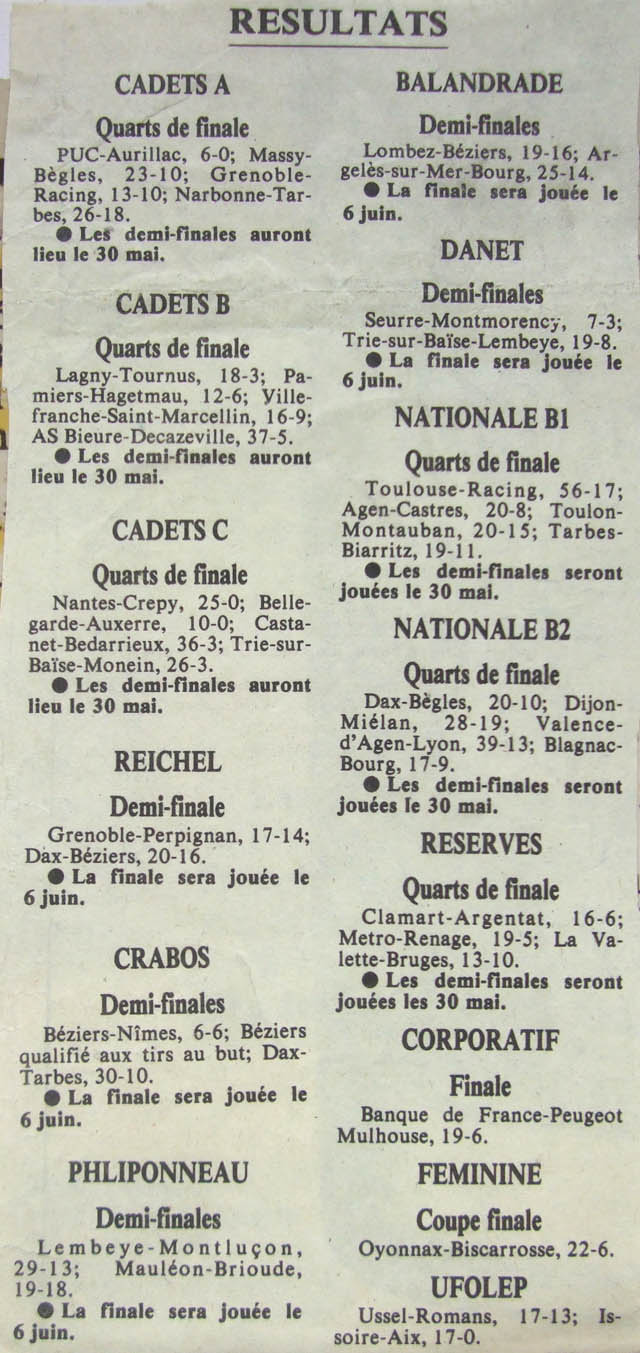 RESULTATS
CADETS A
Quarts de finale
PUC-Aurillac, 6-0; Massy-
Bègles, 23-10; Grenoble-
Racing, 13-10; Narbonne-Tar-
bes, 26-18.
● Les demi-finales auront
lieu le 30 mai.
CADETS B
Quarts de finale
Lagny-Tournus, 18-3; Pa-
miers-Hagetmau, 12-6; Ville-
franche-Saint-Marcellin, 16-9;
AS Bieure-Decazeville, 37-5.
● Les demi-finales auront
lieu le 30 mai.
CADETS C
Quarts de finale
Nantes-Crepy, 25-0; Belle-
garde-Auxerre, 10-0; Casta-
net-Bedarrieux, 36-3; Trie-sur-
Baïse-Monein, 26-3.
● Les demi-finales auront
lieu le 30 mai.
REICHEL
Demi-finale
Grenoble-Perpignan, 17-14;
Dax-Béziers, 20-16.
● La finale sera jouée le
6 juin.
CRABOS
Demi-finales
Béziers-Nîmes, 6-6; Béziers
qualifié aux tirs au but; Dax-
Tarbes, 30-10.
● La finale sera jouée le
6 juin.
PHLIPONNEAU
Demi-finales
Lembeye-Montluçon,
29-13; Mauléon-Brioude,
19-18.
● La finale sera jouée le
6 juin.
BALANDRADE
Demi-finales
Lombez-Béziers, 19-16; Ar-
gelès-sur-Mer-Bourg, 25-14.
● La finale sera jouée le
6 juin.
DANET
Demi-finales
Seurre-Montmorency, 7-3;
Trie-sur-Baïse-Lembeye, 19-8.
● La finale sera jouée le
6 juin.
NATIONALE B1
Quarts de finale
Toulouse-Racing, 56-17;
Agen-Castres, 20-8; Toulon-
Montauban, 20-15; Tarbes-
Biarritz, 19-11.
● Les demi-finales seront
jouées le 30 mai.
NATIONALE B2
Quarts de finale
Dax-Bègles, 20-10; Dijon-
Miélan, 28-19; Valence-
d'Agen-Lyon, 39-13; Blagnac-
Bourg, 17-9.
● Les demi-finales seront
jouées le 30 mai.
RESERVES
Quarts de finale
Clamart-Argentat, 16-6;
Metro-Renage, 19-5; La Va-
lette-Bruges, 13-10.
● Les demi-finales seront
jouées les 30 mai.
CORPORATIF
Finale
Banque de France-Peugeot
Mulhouse, 19-6.
FEMININE
Coupe finale
Oyonnax-Biscarrosse, 22-6.
UFOLEP
Ussel-Romans, 17-13; Is-
soire-Aix, 17-0.